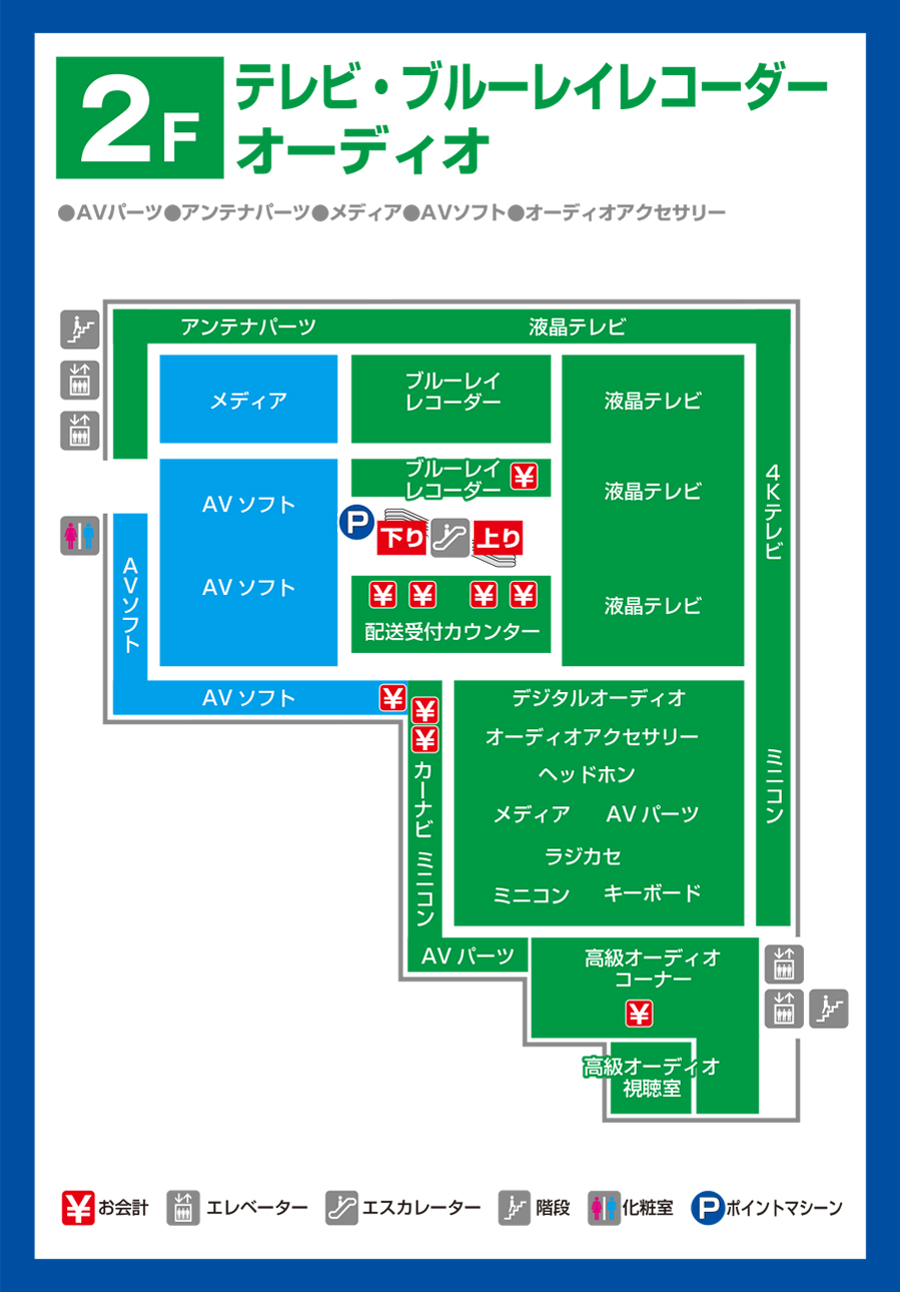 2F
テレビ・ブルーレイレコーダー
オーディオ
●AVパーツ●アンテナパーツ●メディア●AVソフト●オーディオアクセサリー
アンテナパーツ
液晶テレビ
メディア
ブルーレイ
レコーダー
液晶テレビ
ブルーレイ
レコーダー
¥
液晶テレビ
4Kテレビ
AVソフト
P
下り
上り
AVソフト
AVソフト
¥ ¥ ¥ ¥
配送受付カウンター
液晶テレビ
AVソフト
¥
¥
¥
カーナビ
ミニコン
デジタルオーディオ
オーディオアクセサリー
ヘッドホン
メディア
AVパーツ
ラジカセ
ミニコン
キーボード
ミニコン
AVパーツ
高級オーディオ
コーナー
¥
高級オーディオ
視聴室
¥お会計
エレベーター
エスカレーター
階段
化粧室
Pポイントマシーン